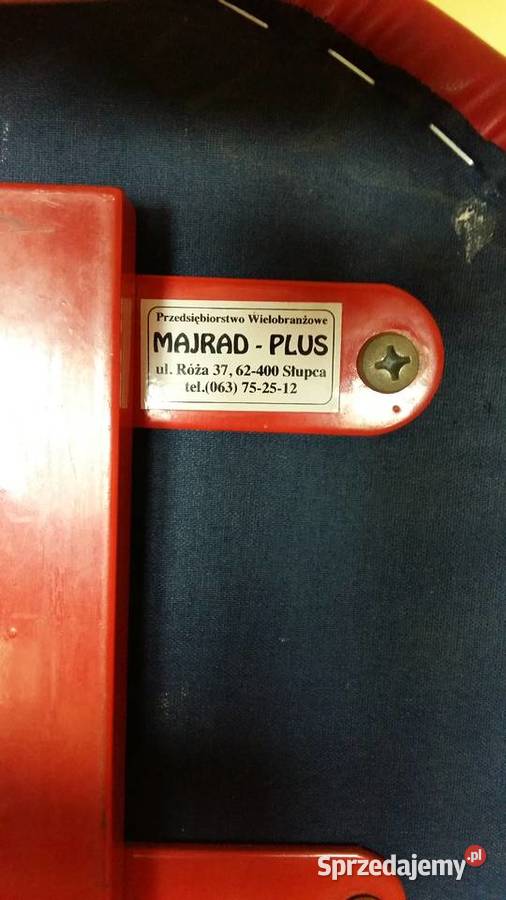 Przedsiębiorstwo Wielobranżowe
MAJRAD - PLUS
ul. Róża 37, 62-400 Słupca
tel.(063) 75-25-12
Sprzedajemy.pl